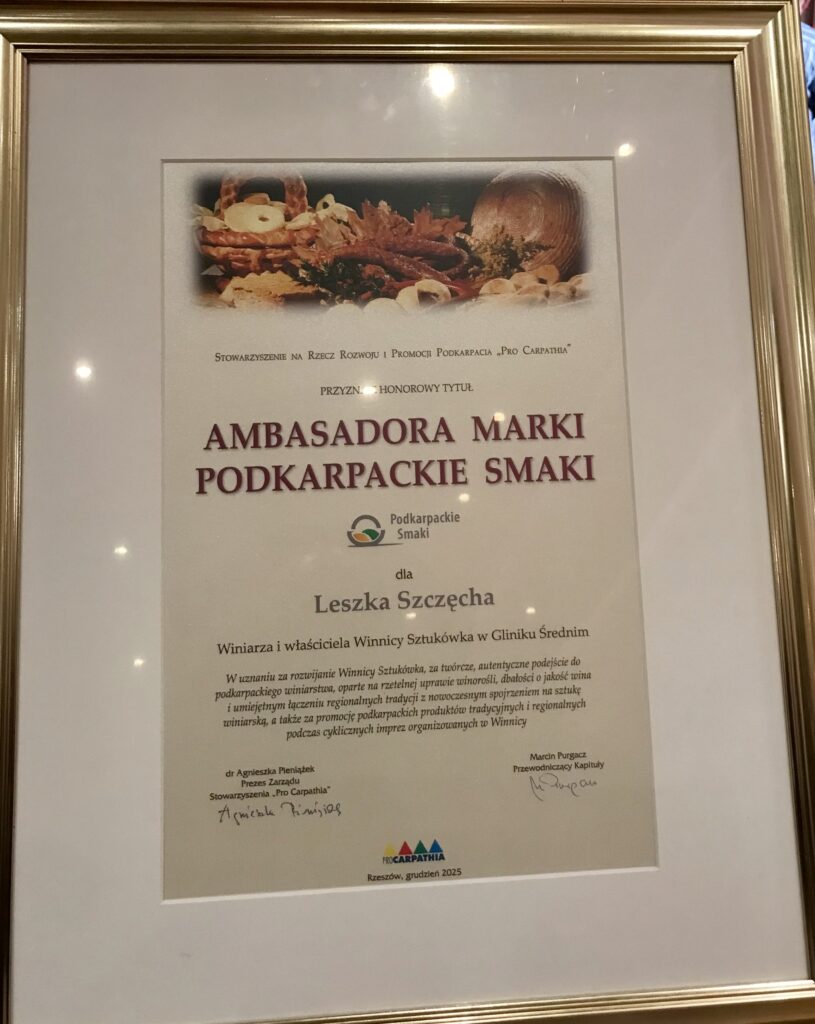 Stowarzyszenie na Rzecz Rozwoju i Promocji Podkarpacia „Pro Carpathia”
przyznaje honorowy tytuł
AMBASADORA MARKI
PODKARPACKIE SMAKI
Podkarpackie
Smaki
dla
Leszka Szczęcha
Winiarza i właściciela Winnicy Sztukówka w Gliniku Średnim
W uznaniu za rozwijanie Winnicy Sztukówka, za twórcze, autentyczne podejście do
podkarpackiego winiarstwa, oparte na rzetelnej uprawie winorośli, dbałości o jakość wina
i umiejętnym łączeniu regionalnych tradycji z nowoczesnym spojrzeniem na sztukę
winiarską, a także za promocję podkarpackich produktów tradycyjnych i regionalnych
podczas cyklicznych imprez organizowanych w Winnicy
dr Agnieszka Pieniążek
Prezes Zarządu
Stowarzyszenia „Pro Carpathia”
Agnieszka Pieniążek
Marcin Purgacz
Przewodniczący Kapituły
PROCARPATHIA
Rzeszów, grudzień 2025